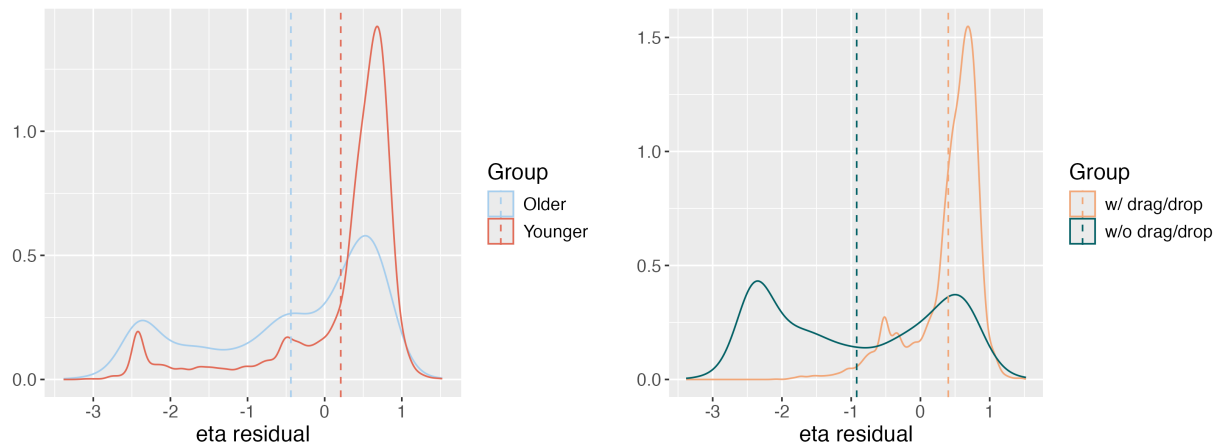 1.0
0.5
0.0
-3 -2 -1 0 1
eta residual
Group
Older
Younger
1.5
1.0
0.5
0.0
-3 -2 -1 0 1
eta residual
Group
w/ drag/drop
w/o drag/drop